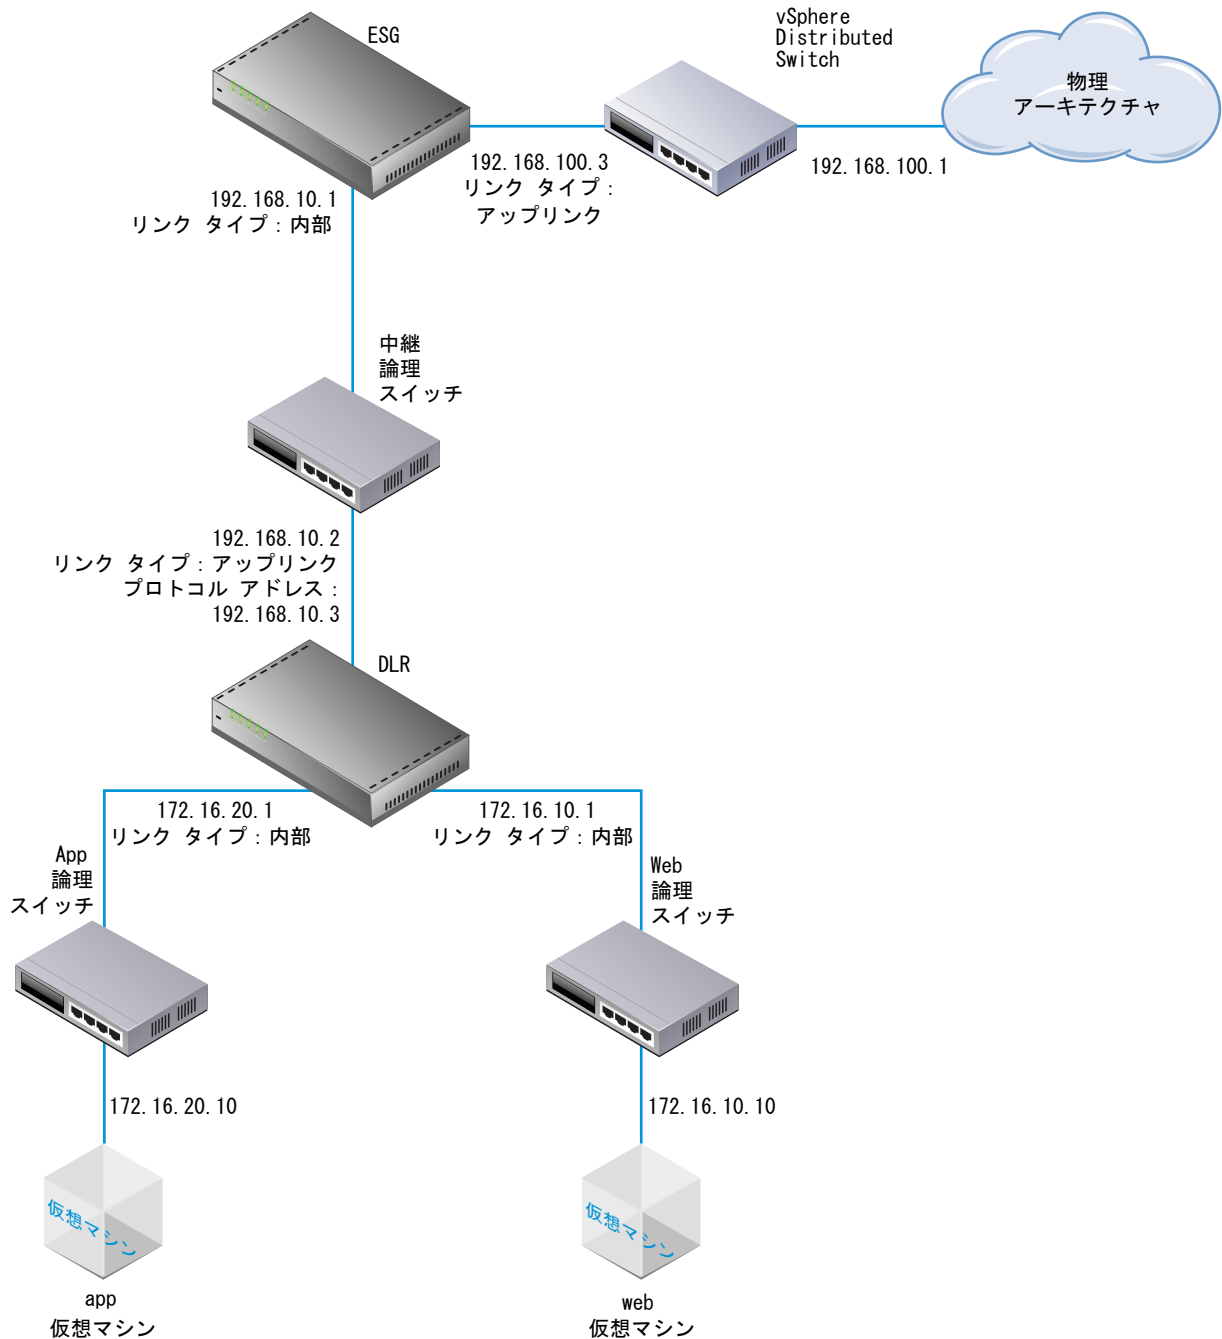 ESG
vSphere
Distributed
Switch
物理
アーキテクチャ
192.168.100.3
リンク タイプ：
アップリンク
192.168.100.1
192.168.10.1
リンク タイプ：内部
中継
論理
スイッチ
192.168.10.2
リンク タイプ：アップリンク
プロトコル アドレス：
192.168.10.3
DLR
172.16.20.1
リンク タイプ：内部
172.16.10.1
リンク タイプ：内部
App
論理
スイッチ
Web
論理
スイッチ
172.16.20.10
172.16.10.10
仮想マシン
仮想マシン
app
仮想マシン
web
仮想マシン